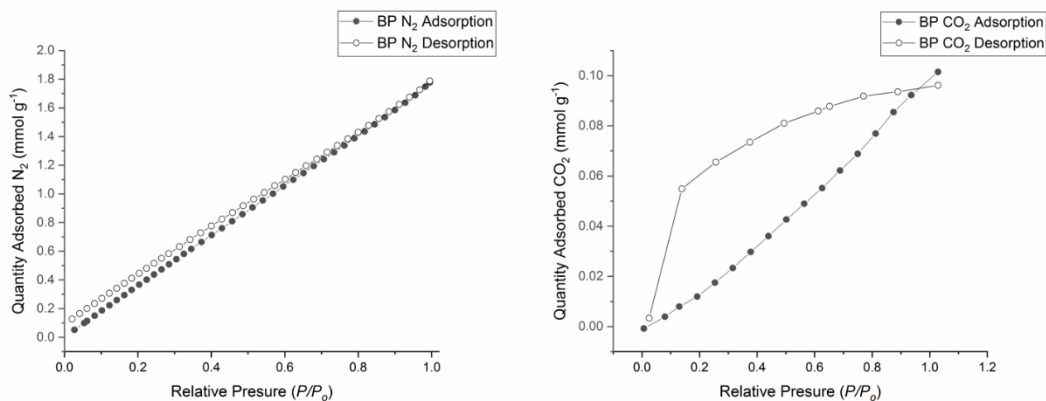 BP N₂ Adsorption
BP N₂ Desorption
2.0
1.8
1.6
1.4
1.2
1.0
0.8
0.6
0.4
0.2
0.0
Quantity Adsorbed N₂ (mmol g⁻¹)
0.0 0.2 0.4 0.6 0.8 1.0
Relative Presure (P/Pₒ)
BP CO₂ Adsorption
BP CO₂ Desorption
0.10
0.08
0.06
0.04
0.02
0.00
Quantity Adsorbed CO₂ (mmol g⁻¹)
0.0 0.2 0.4 0.6 0.8 1.0 1.2
Relative Presure (P/Pₒ)